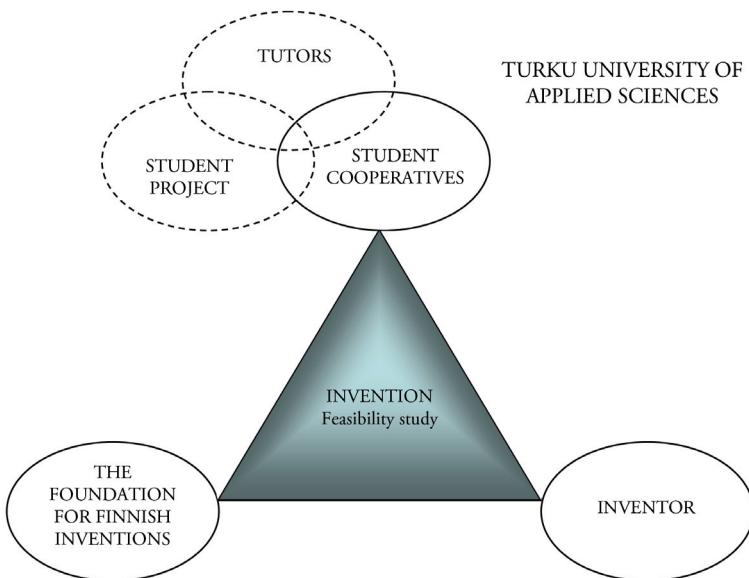 TUTORS
TURKU UNIVERSITY OF
APPLIED SCIENCES
STUDENT
PROJECT
STUDENT
COOPERATIVES
INVENTION
Feasibility study
THE
FOUNDATION
FOR FINNISH
INVENTIONS
INVENTOR